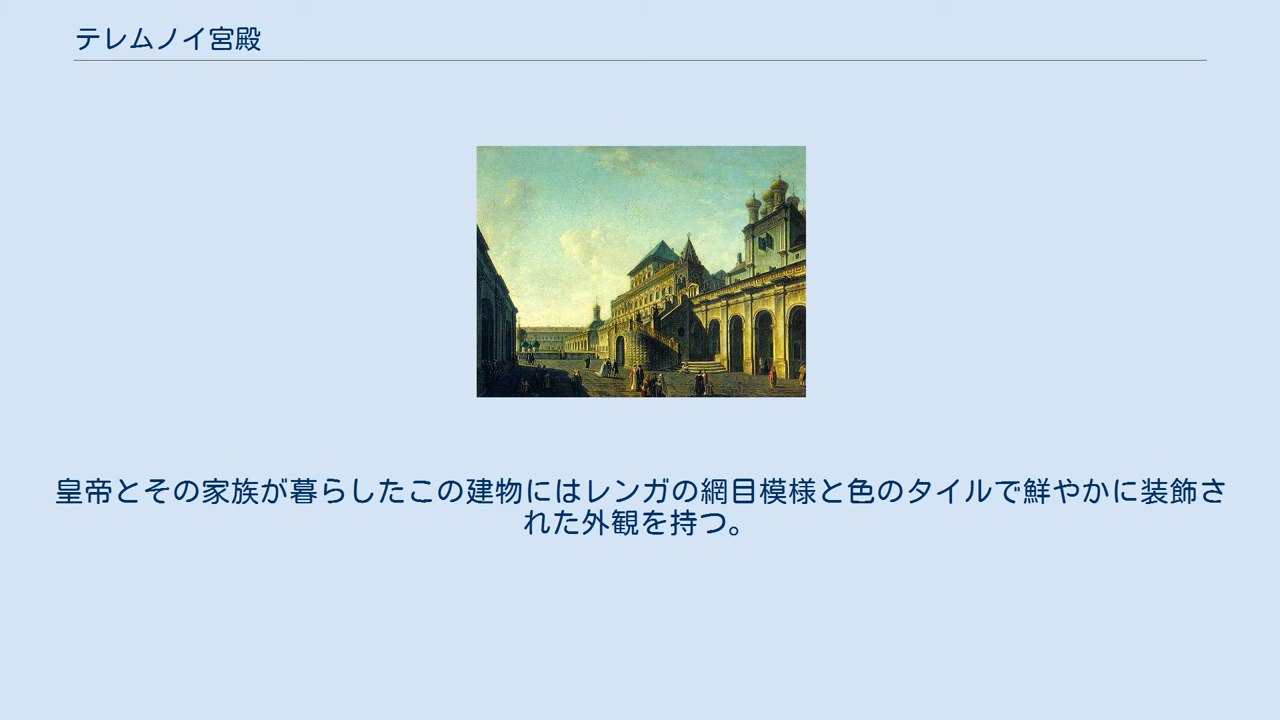 テレムノイ宮殿
皇帝とその家族が暮らしたこの建物にはレンガの網目模様と色のタイルで鮮やかに装飾さ
れた外観を持つ。